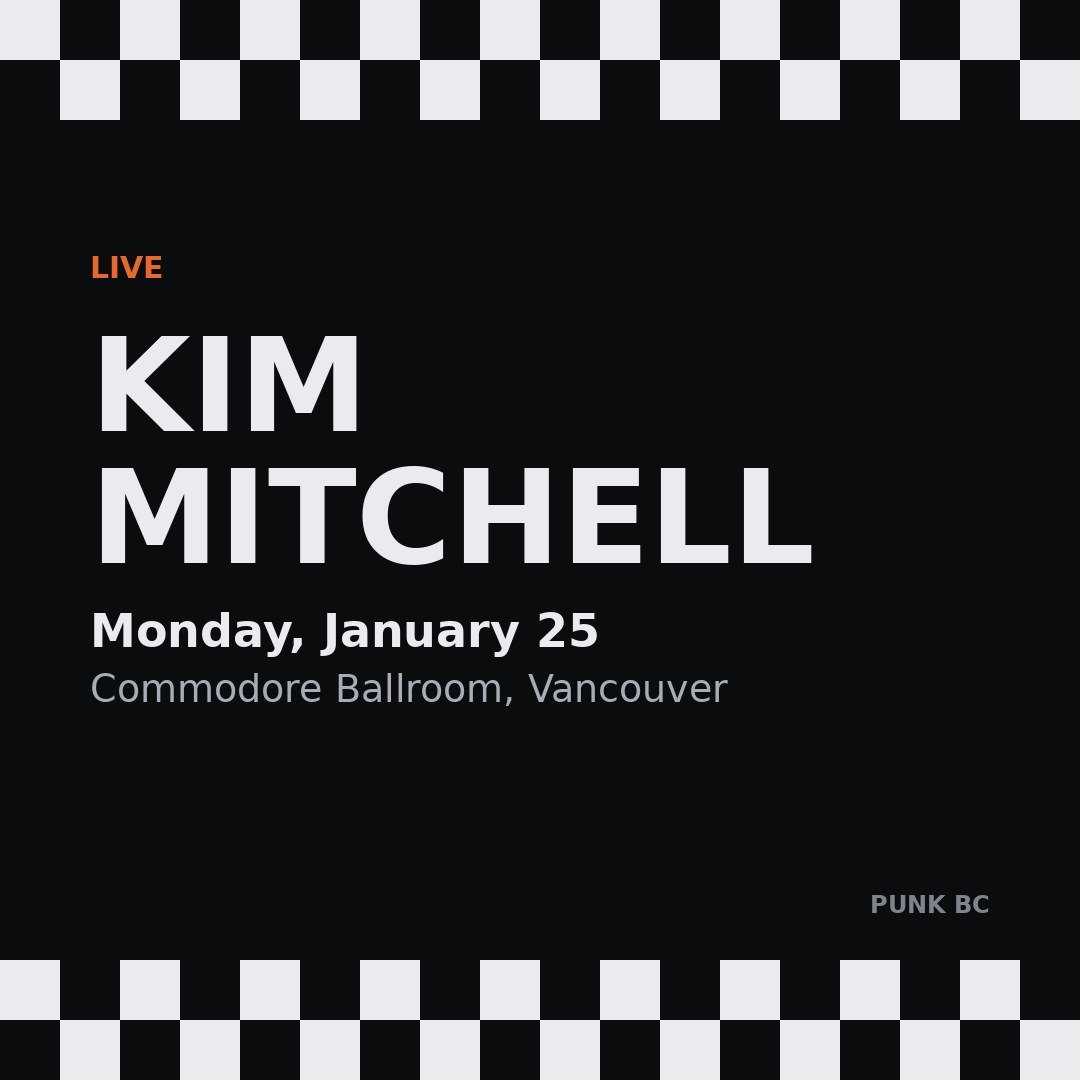 LIVE
KIM
MITCHELL
Monday, January 25
Commodore Ballroom, Vancouver
PUNK BC